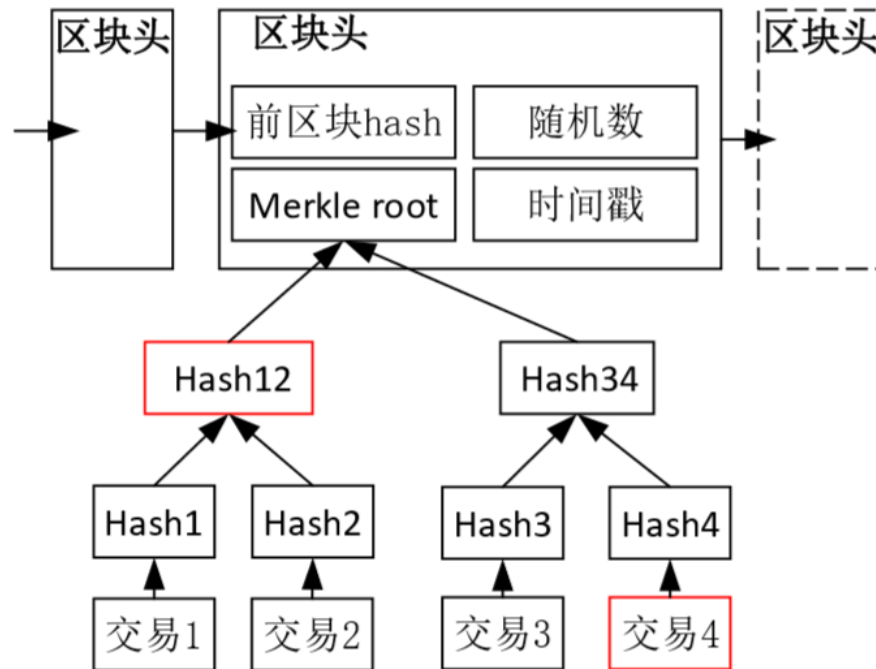 区块头
区块头
区块头
前区块hash
随机数
Merkle root
时间戳
Hash12
Hash34
Hash1
Hash2
Hash3
Hash4
交易1
交易2
交易3
交易4